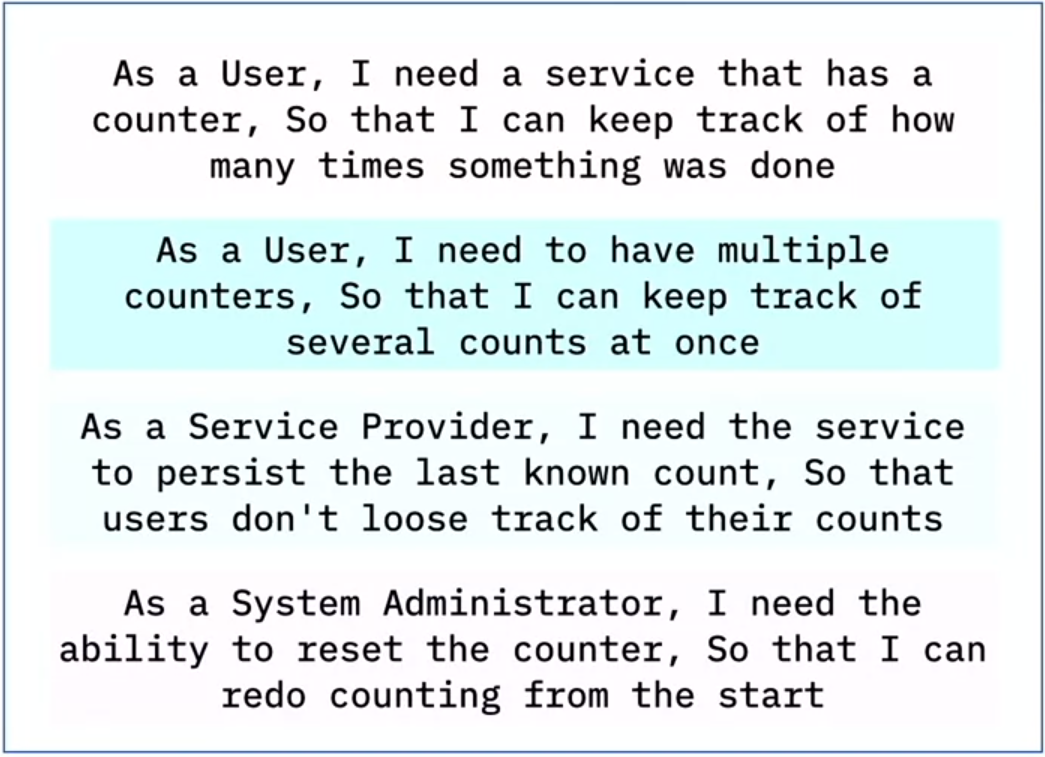 As a User, I need a service that has a
counter, So that I can keep track of how
many times something was done
As a User, I need to have multiple
counters, So that I can keep track of
several counts at once
As a Service Provider, I need the service
to persist the last known count, So that
users don't loose track of their counts
As a System Administrator, I need the
ability to reset the counter, So that I can
redo counting from the start